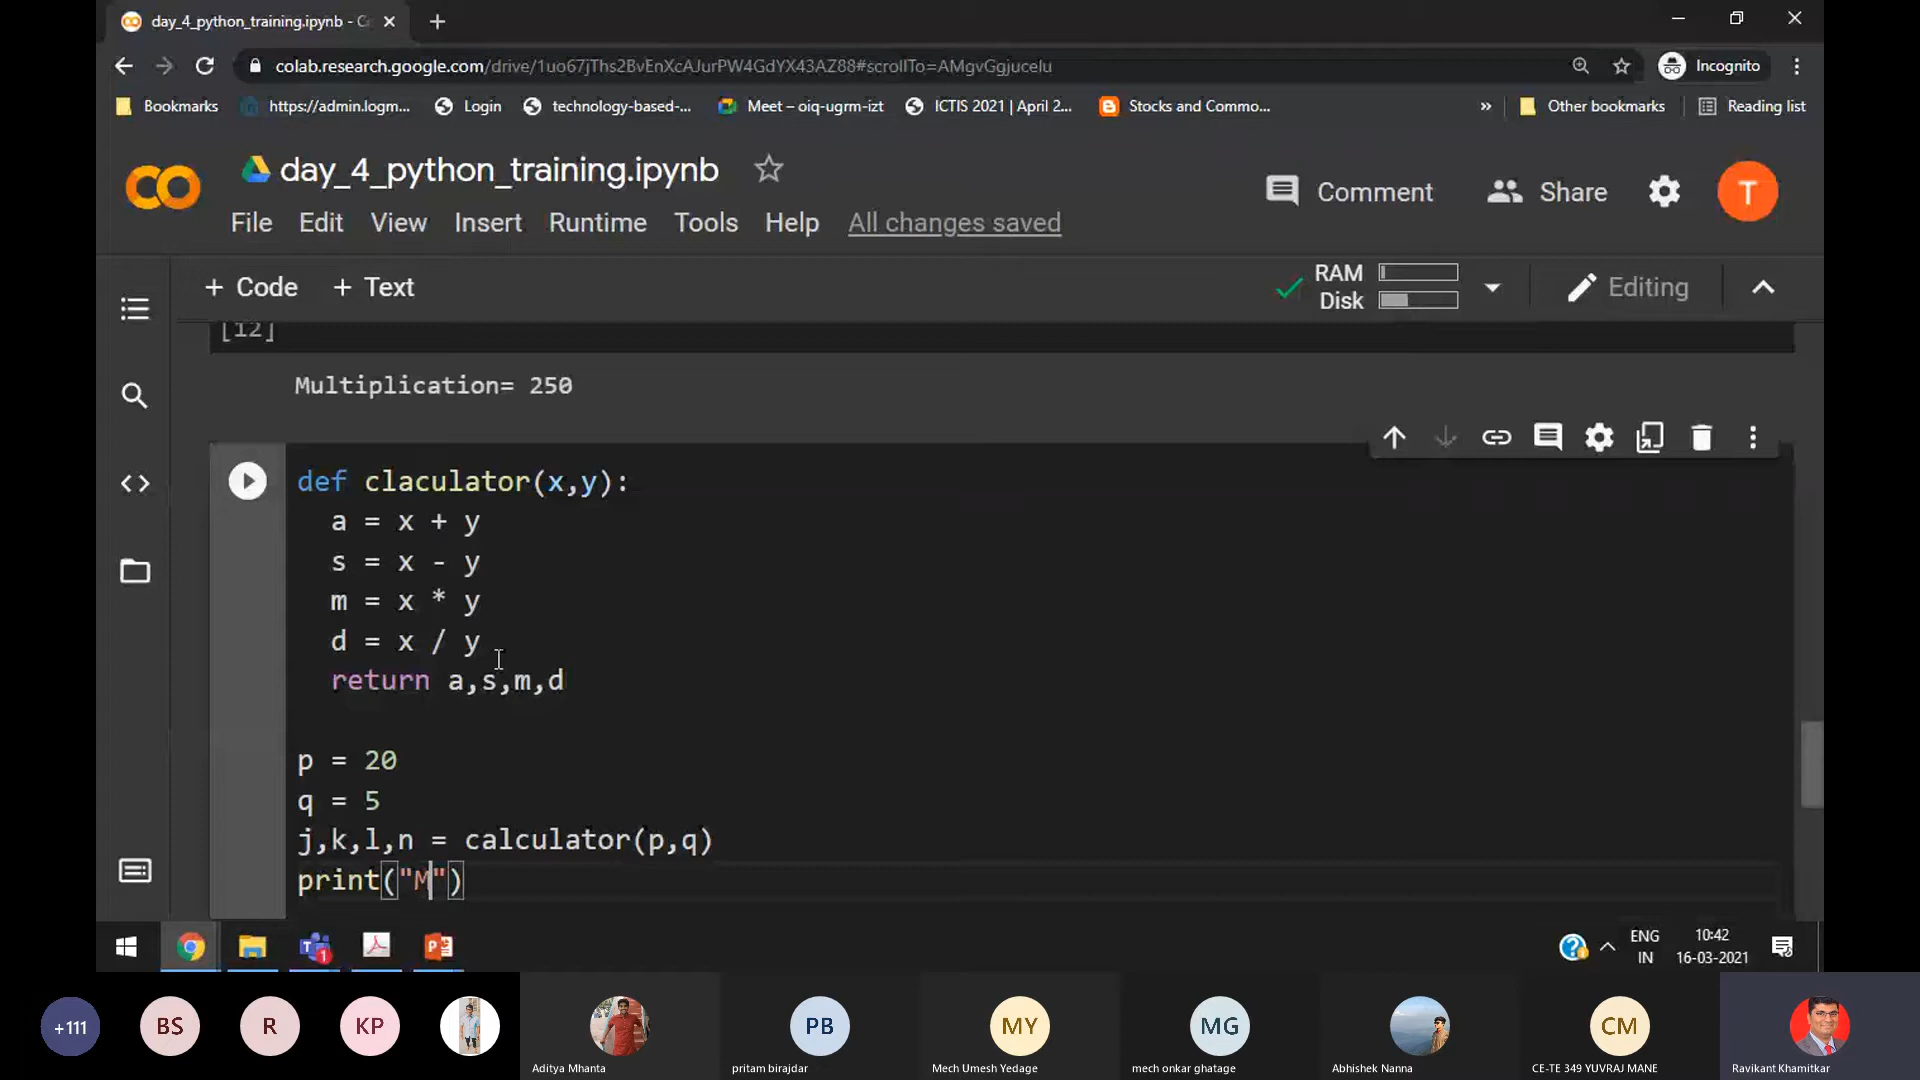 day_4_python_training.ipynb - C
colab.research.google.com/drive/1uo67jThs2BvEnXcAJurPW4GdYX43AZ88#scrollTo=AMgvGgjucelu
Incognito
Bookmarks
https://admin.logm...
Login
technology-based-...
Meet – oiq-ugrm-izt
ICTIS 2021 | April 2...
Stocks and Commo...
»
Other bookmarks
Reading list
CO
day_4_python_training.ipynb
Comment
Share
T
File Edit View Insert Runtime Tools Help All changes saved
+ Code + Text
RAM
Disk
Editing
[12]
Multiplication= 250
def claculator(x,y):
a = x + y
s = x - y
m = x * y
d = x / y
return a,s,m,d
p = 20
q = 5
j,k,l,n = calculator(p,q)
print("M")
1
ENG
IN
10:42
16-03-2021
+111
BS
R
KP
Aditya Mhanta
PB
pritam birajdar
MY
Mech Umesh Yedage
MG
mech onkar ghatage
Abhishek Nanna
CM
CE-TE 349 YUVRAJ MANE
Ravikant Khamitkar